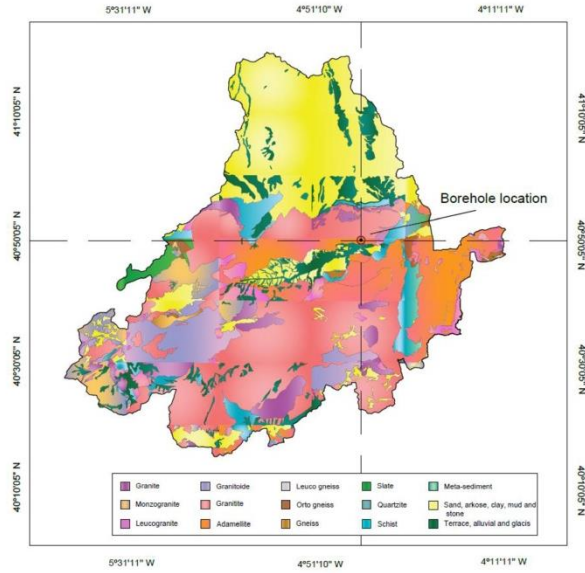 5°31'11" W 4°51'10" W 4°11'11" W
41°10'05" N 41°10'05" N
Borehole location
40°50'05" N
40°30'05" N 40°30'05" N
40°10'05" N 40°10'05" N
Granite Granitoide Leuco gneiss Slate Meta-sediment
Monzogranite Granitite Orto gneiss Quartzite Sand, arkose, clay, mud and stone
Leucogranite Adamellite Gneiss Schist Terrace, alluvial and glacis
5°31'11" W 4°51'10" W 4°11'11" W